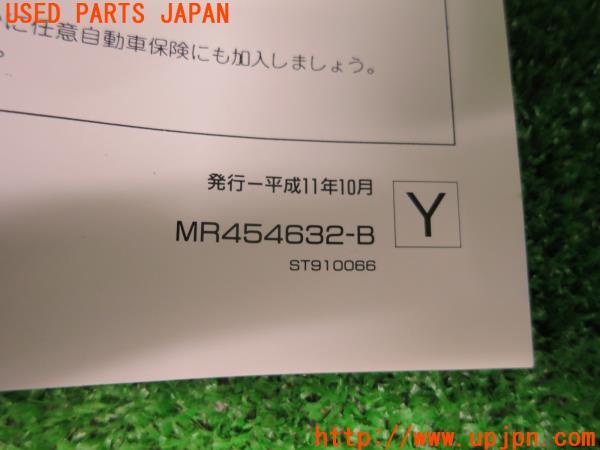 USED PARTS JAPAN
に任意自動車保険にも加入しましょう。
発行ー平成11年10月
MR454632-B
Y
ST910066
http://www.upjpn.com